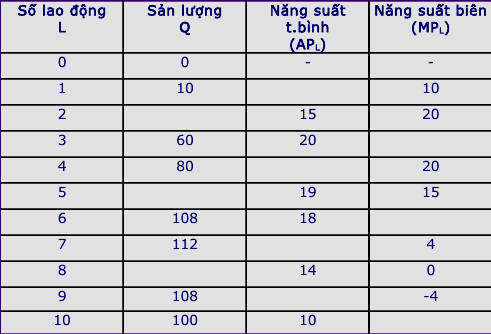 Số lao động Sản lượng Năng suất Năng suất biên
L Q t.bình (MPL)
(APL)
0 0 - -
1 10 10
2 15 20
3 60 20
4 80 20
5 19 15
6 108 18
7 112 4
8 14 0
9 108 -4
10 100 10